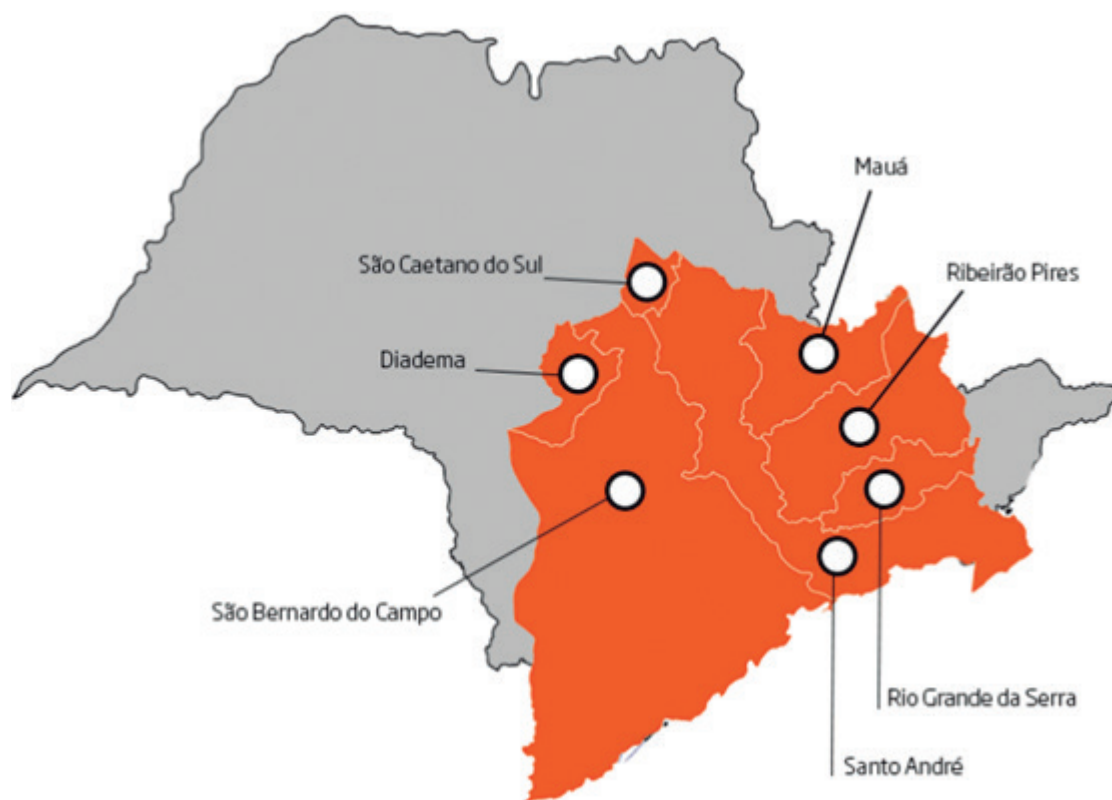 Mauá
São Caetano do Sul
Ribeirão Pires
Diadema
São Bernardo do Campo
Rio Grande da Serra
Santo André